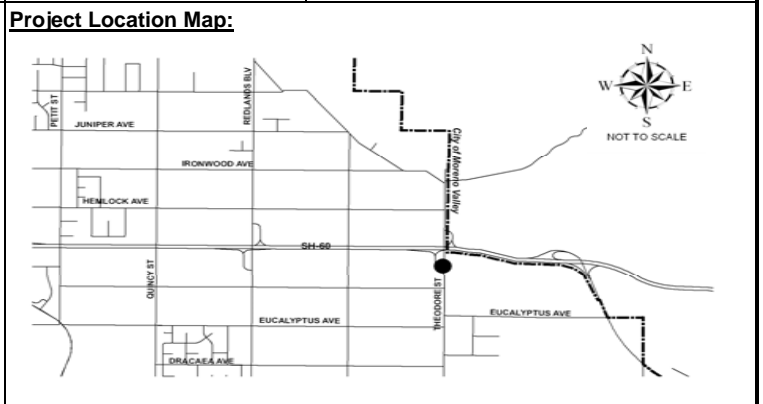 Project Location Map:
N
W
E
S
NOT TO SCALE
PETIT ST
REDLANDS BLV
JUNIPER AVE
City of Moreno Valley
IRONWOOD AVE
HEMLOCK AVE
SH-60
QUINCY ST
THEODORE ST
EUCALYPTUS AVE
EUCALYPTUS AVE
DRACAEA AVE